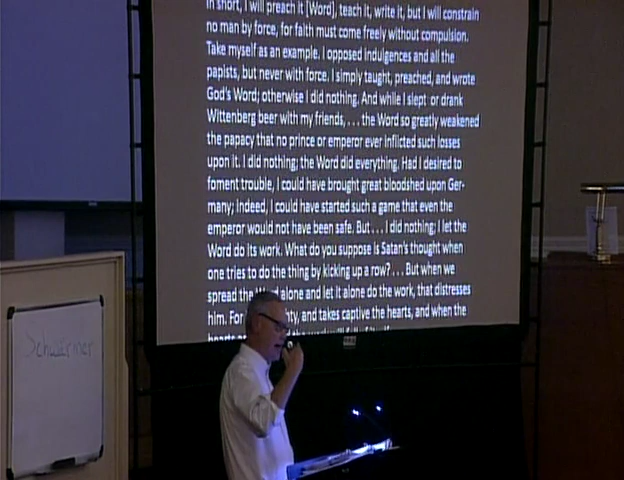 In short, I will preach it [Word], teach it, write it, but I will constrain
no man by force, for faith must come freely without compulsion.
Take myself as an example. I opposed indulgences and all the
papists, but never with force. I simply taught, preached, and wrote
God's Word; otherwise I did nothing. And while I slept or drank
Wittenberg beer with my friends, . . . the Word so greatly weakened
the papacy that no prince or emperor ever inflicted such losses
upon it. I did nothing; the Word did everything. Had I desired to
foment trouble, I could have brought great bloodshed upon Ger-
many; indeed, I could have started such a game that even the
emperor would not have been safe. But . . . I did nothing; I let the
Word do its work. What do you suppose is Satan's thought when
one tries to do the thing by kicking up a row? . . . But when we
spread the alone and let it alone do the work, that distresses
him. For and takes captive the hearts, and when the
hearts
Schwärmer